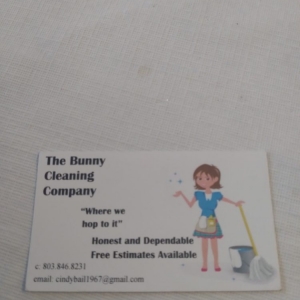 The Bunny
Cleaning
Company
"Where we
hop to it"
Honest and Dependable
Free Estimates Available
c: 803.846.8231
email: cindyhail1967@gmail.com